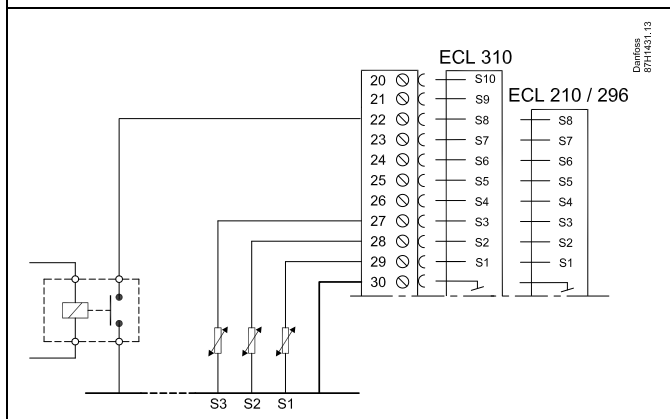 Danfoss
87H1431.13
ECL 310
ECL 210 / 296
20 S10
21 S9
22 S8 S8
23 S7 S7
24 S6 S6
25 S5 S5
26 S4 S4
27 S3 S3
28 S2 S2
29 S1 S1
30
S3 S2 S1